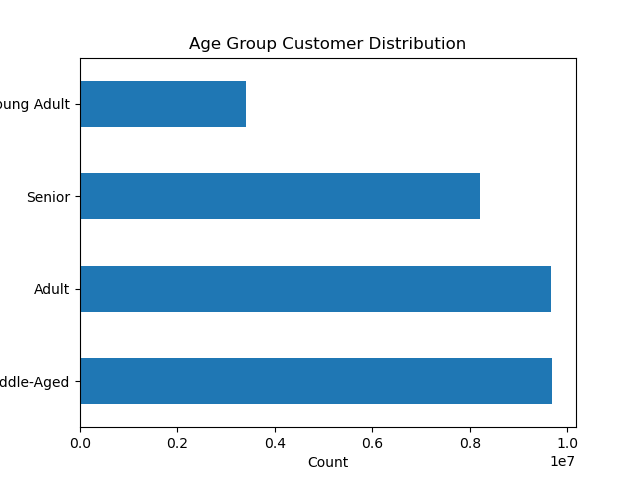 Age Group Customer Distribution
oung Adult
Senior
Adult
ddle-Aged
0.0 0.2 0.4 0.6 0.8 1.0
1e7
Count